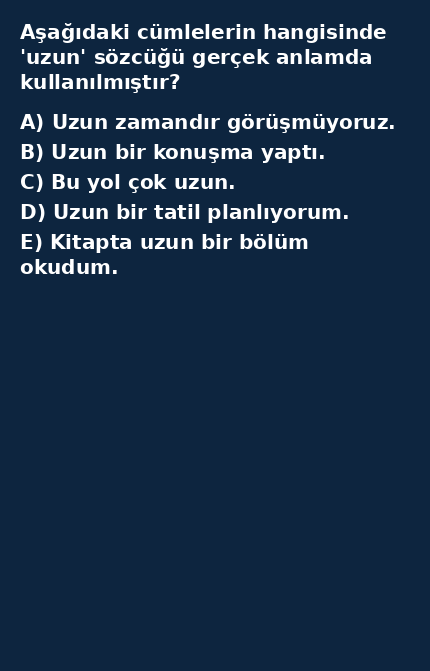 Aşağıdaki cümlelerin hangisinde
'uzun' sözcüğü gerçek anlamda
kullanılmıştır?
A) Uzun zamandır görüşmüyoruz.
B) Uzun bir konuşma yaptı.
C) Bu yol çok uzun.
D) Uzun bir tatil planlıyorum.
E) Kitapta uzun bir bölüm
okudum.